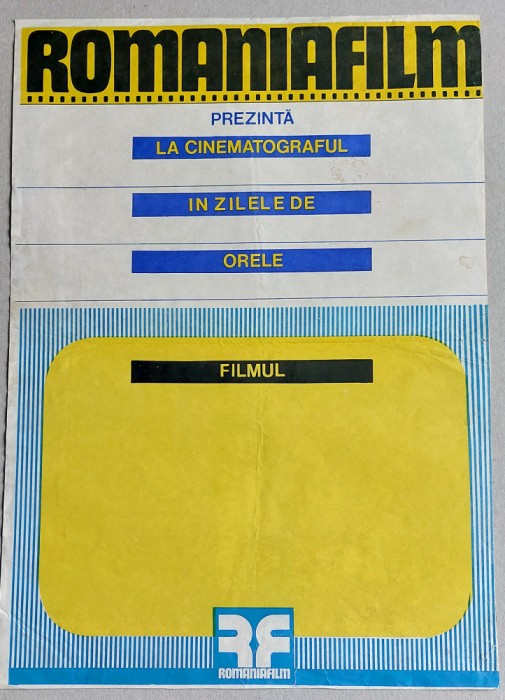 ROMANIAFILM
PREZINTĂ
LA CINEMATOGRAFUL
IN ZILELE DE
ORELE
FILMUL
RF
ROMANIAFILM